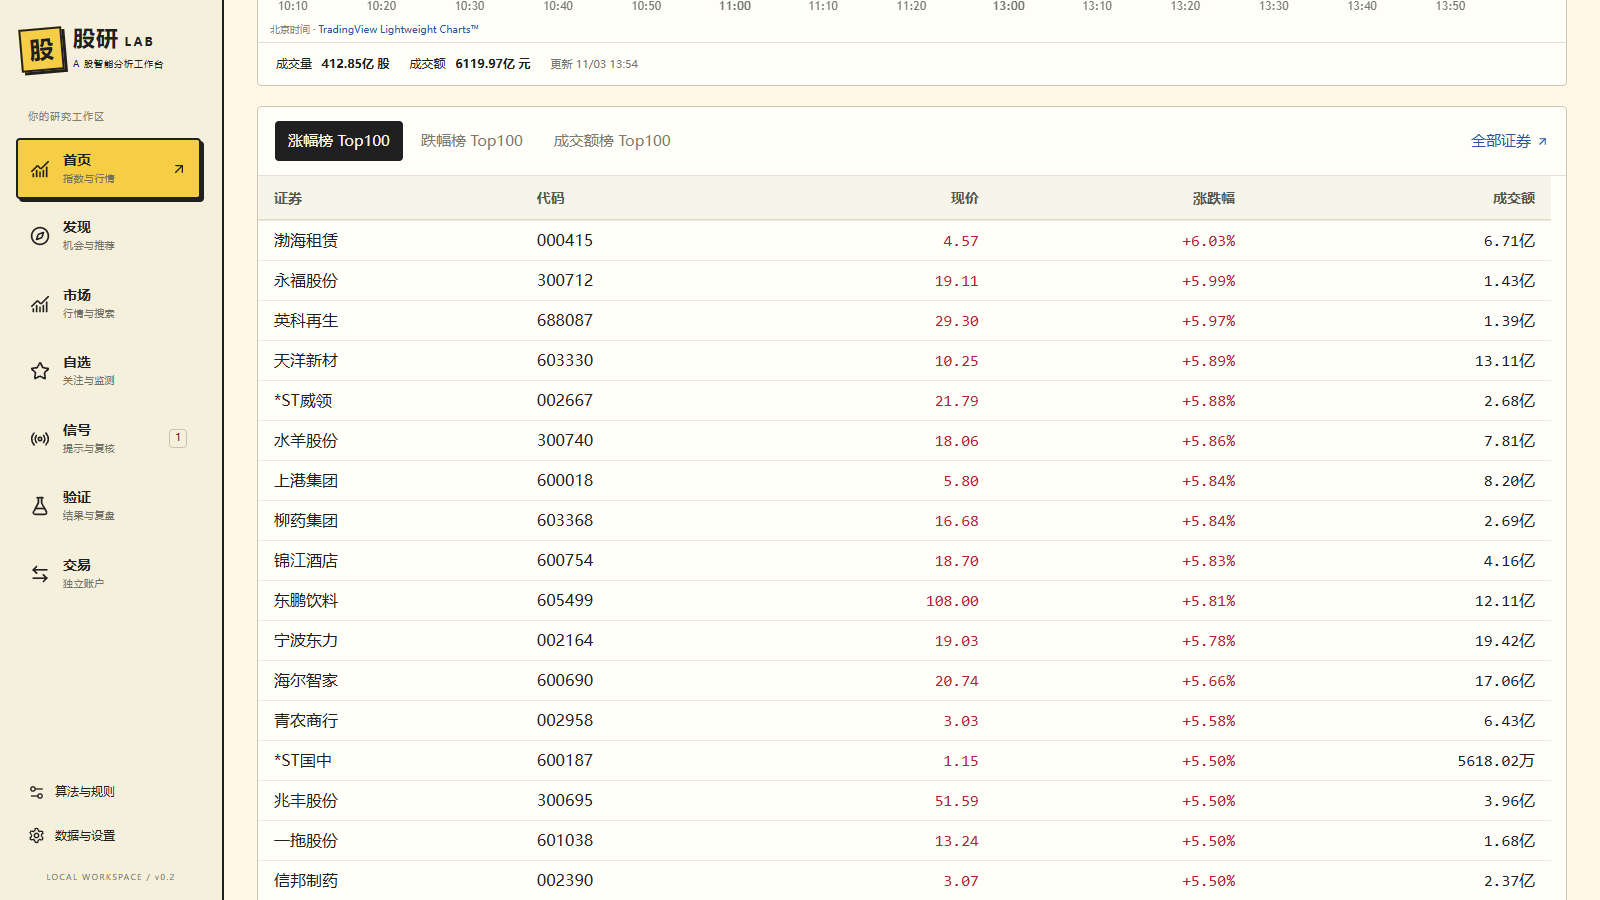 股
股研 LAB
A 股智能分析工作台
你的研究工作区
首页
指数与行情
发现
机会与推荐
市场
行情与搜索
自选
关注与监测
信号
提示与复核
1
验证
结果与复盘
交易
独立账户
算法与规则
数据与设置
LOCAL WORKSPACE / v0.2
10:10 10:20 10:30 10:40 10:50 11:00 11:10 11:20 13:00 13:10 13:20 13:30 13:40 13:50
北京时间 · TradingView Lightweight Charts™
成交量 412.85亿 股 成交额 6119.97亿 元 更新 11/03 13:54
涨幅榜 Top100 跌幅榜 Top100 成交额榜 Top100 全部证券
证券 代码 现价 涨跌幅 成交额
渤海租赁 000415 4.57 +6.03% 6.71亿
永福股份 300712 19.11 +5.99% 1.43亿
英科再生 688087 29.30 +5.97% 1.39亿
天洋新材 603330 10.25 +5.89% 13.11亿
*ST威领 002667 21.79 +5.88% 2.68亿
水羊股份 300740 18.06 +5.86% 7.81亿
上港集团 600018 5.80 +5.84% 8.20亿
柳药集团 603368 16.68 +5.84% 2.69亿
锦江酒店 600754 18.70 +5.83% 4.16亿
东鹏饮料 605499 108.00 +5.81% 12.11亿
宁波东力 002164 19.03 +5.78% 19.42亿
海尔智家 600690 20.74 +5.66% 17.06亿
青农商行 002958 3.03 +5.58% 6.43亿
*ST国中 600187 1.15 +5.50% 5618.02万
兆丰股份 300695 51.59 +5.50% 3.96亿
一拖股份 601038 13.24 +5.50% 1.68亿
信邦制药 002390 3.07 +5.50% 2.37亿